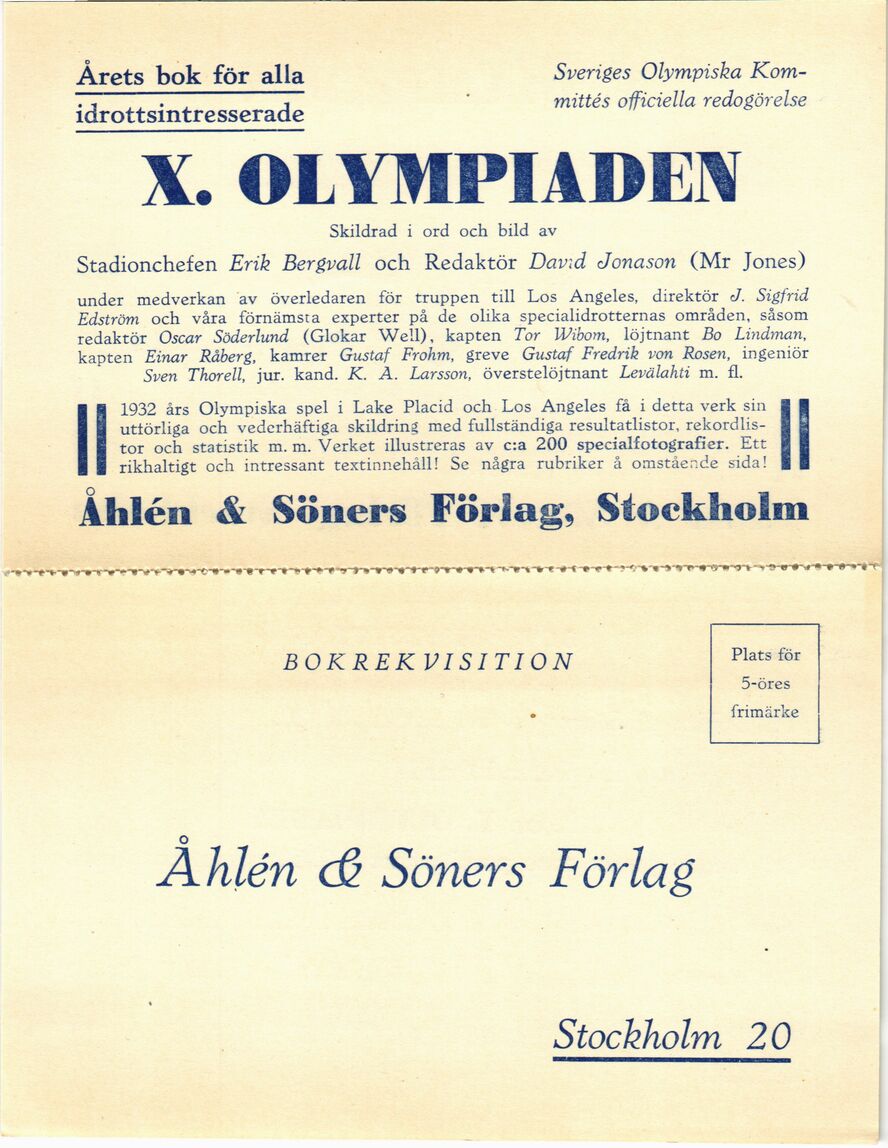 Årets bok för alla
idrottsintresserade
Sveriges Olympiska Kom-
mittés officiella redogörelse
X. OLYMPIADEN
Skildrad i ord och bild av
Stadionchefen Erik Bergvall och Redaktör David Jonason (Mr Jones)
under medverkan av överledaren för truppen till Los Angeles, direktör J. Sigfrid
Edström och våra förnämsta experter på de olika specialidrotternas områden, såsom
redaktör Oscar Söderlund (Glokar Well), kapten Tor Wibom, löjtnant Bo Lindman,
kapten Einar Råberg, kamrer Gustaf Frohm, greve Gustaf Fredrik von Rosen, ingeniör
Sven Thorell, jur. kand. K. A. Larsson, överstelöjtnant Levälahti m. fl.
1932 års Olympiska spel i Lake Placid och Los Angeles få i detta verk sin
uttörliga och vederhäftiga skildring med fullständiga resultatlistor, rekordlis-
tor och statistik m. m. Verket illustreras av c:a 200 specialfotografier. Ett
rikhaltigt och intressant textinnehåll! Se några rubriker å omstående sida!
Åhlén & Söners Förlag, Stockholm
BOKREKVISITION
Plats för
5-öres
frimärke
Åhlén & Söners Förlag
Stockholm 20